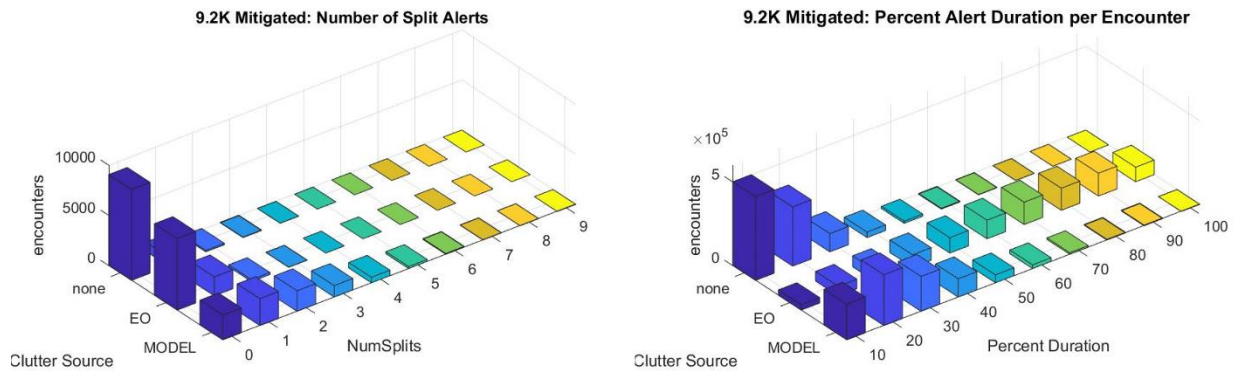 9.2K Mitigated: Number of Split Alerts
10000
5000
0
encounters
none
EO
MODEL
Clutter Source
0
1
2
3
4
5
6
7
8
9
NumSplits
9.2K Mitigated: Percent Alert Duration per Encounter
×10^5
5
0
encounters
none
EO
MODEL
Clutter Source
10
20
30
40
50
60
70
80
90
100
Percent Duration